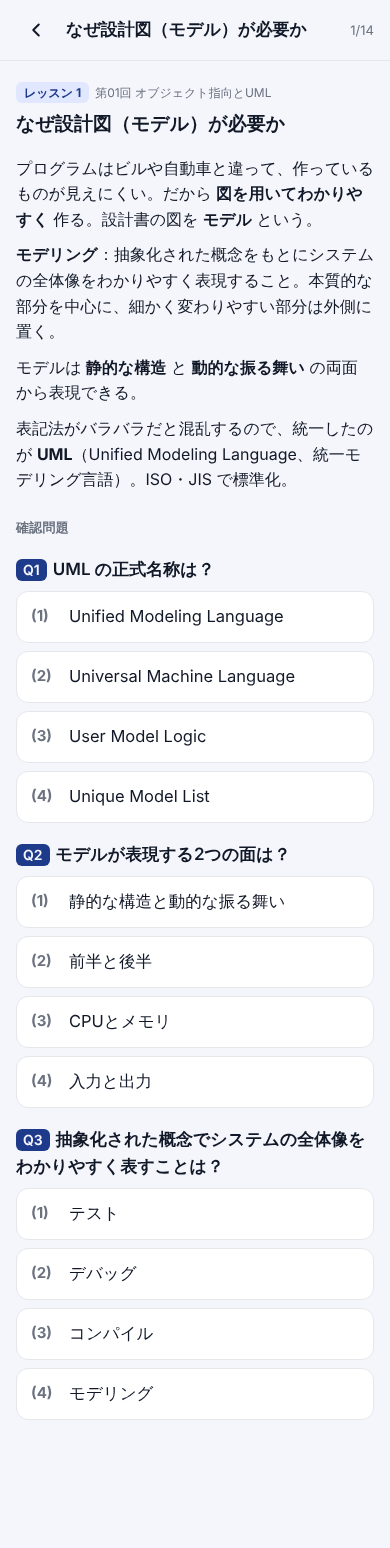 なぜ設計図（モデル）が必要か 1/14
レッスン 1 第01回 オブジェクト指向とUML
なぜ設計図（モデル）が必要か
プログラムはビルや自動車と違って、作っている
ものが見えにくい。だから 図を用いてわかりや
すく 作る。設計書の図を モデル という。
モデリング：抽象化された概念をもとにシステム
の全体像をわかりやすく表現すること。本質的な
部分を中心に、細かく変わりやすい部分は外側に
置く。
モデルは 静的な構造 と 動的な振る舞い の両面
から表現できる。
表記法がバラバラだと混乱するので、統一したの
が UML（Unified Modeling Language、統一モ
デリング言語）。ISO・JIS で標準化。
確認問題
Q1 UML の正式名称は？
(1) Unified Modeling Language
(2) Universal Machine Language
(3) User Model Logic
(4) Unique Model List
Q2 モデルが表現する2つの面は？
(1) 静的な構造と動的な振る舞い
(2) 前半と後半
(3) CPUとメモリ
(4) 入力と出力
Q3 抽象化された概念でシステムの全体像を
わかりやすく表すことは？
(1) テスト
(2) デバッグ
(3) コンパイル
(4) モデリング